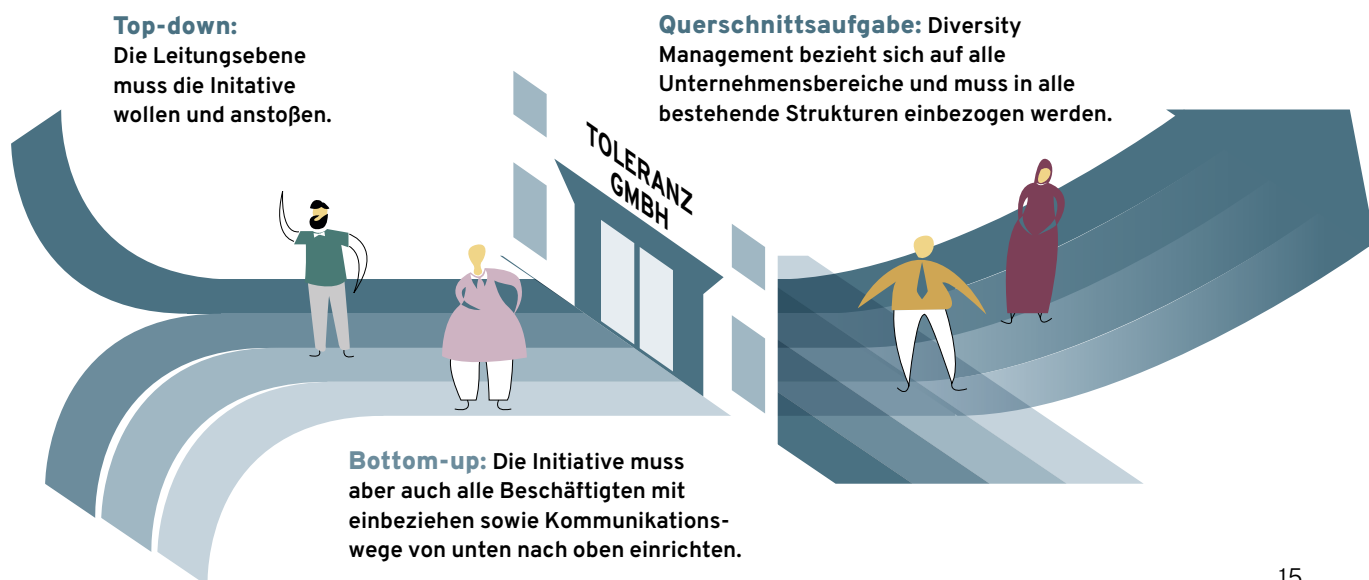 Top-down:
Die Leitungsebene
muss die Initative
wollen und anstoßen.
Querschnittsaufgabe: Diversity
Management bezieht sich auf alle
Unternehmensbereiche und muss in alle
bestehende Strukturen einbezogen werden.
TOLERANZ
GMBH
Bottom-up: Die Initiative muss
aber auch alle Beschäftigten mit
einbeziehen sowie Kommunikations-
wege von unten nach oben einrichten.
15